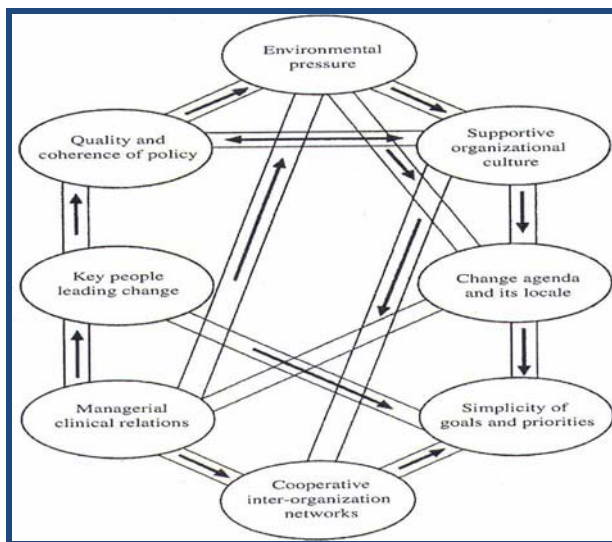 Environmental
pressure
Quality and
coherence of policy
Supportive
organizational
culture
Key people
leading change
Change agenda
and its locale
Managerial
clinical relations
Simplicity of
goals and priorities
Cooperative
inter-organization
networks